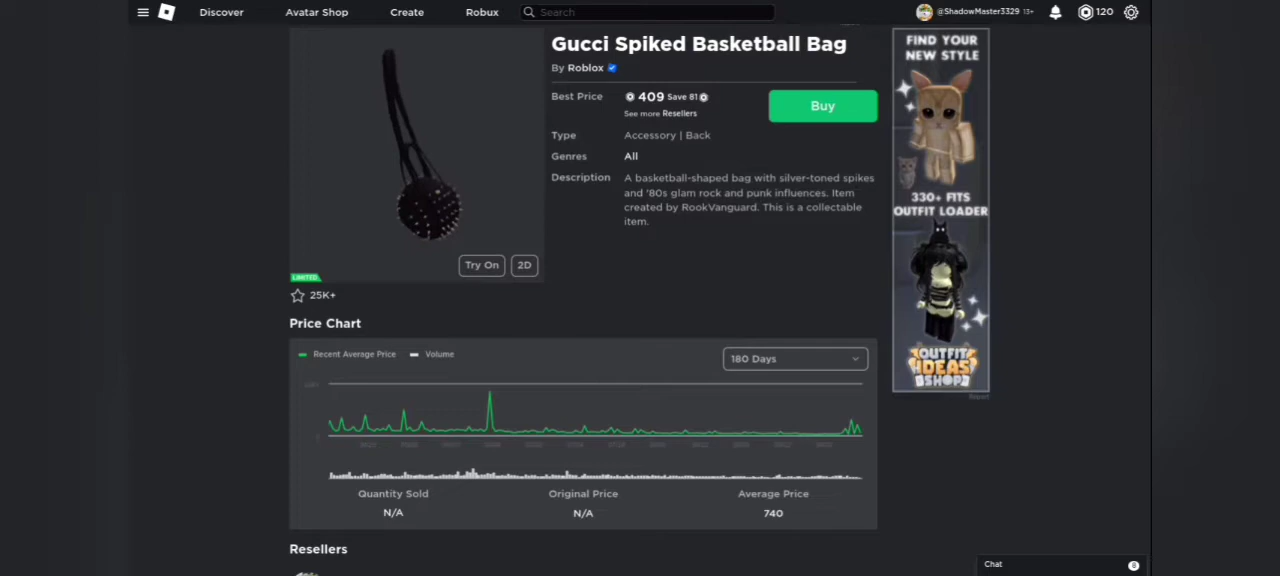 Discover
Avatar Shop
Create
Robux
Search
@ShadowMaster3329 13+
120
Gucci Spiked Basketball Bag
By Roblox
Best Price
409 Save 81
See more Resellers
Buy
Type
Accessory | Back
Genres
All
Description
A basketball-shaped bag with silver-toned spikes
and '80s glam rock and punk influences. Item
created by RookVanguard. This is a collectable
item.
Try On
2D
LIMITED
25K+
FIND YOUR
NEW STYLE
330+ FITS
OUTFIT LOADER
OUTFIT
IDEAS
SHOP
Report
Price Chart
Recent Average Price
Volume
180 Days
Quantity Sold
N/A
Original Price
N/A
Average Price
740
Resellers
Chat